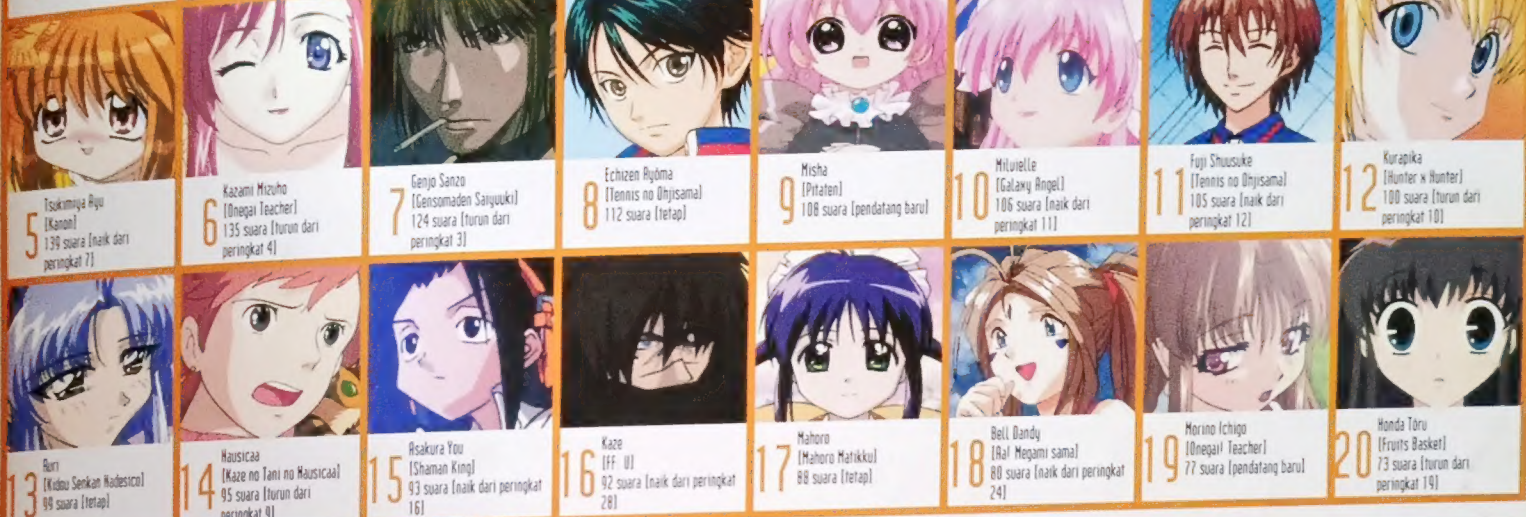 5
Tsukimiya Ayu
[Kanon]
139 suara [naik dari
peringkat 7]
6
Kazami Mizuho
[Onegai Teacher]
135 suara [turun dari
peringkat 4]
7
Genjo Sanzo
[Gensomaden Saiyuuki]
124 suara [turun dari
peringkat 3]
8
Echizen Ryōma
[Tennis no Ohjisama]
112 suara [tetap]
9
Misha
[Pitaten]
108 suara [pendatang baru]
10
Milvielle
[Galaxy Angel]
106 suara [naik dari
peringkat 11]
11
Fuji Shuusuke
[Tennis no Ohjisama]
105 suara [naik dari
peringkat 12]
12
Kurapika
[Hunter x Hunter]
100 suara [turun dari
peringkat 10]
13
Ruri
[Kidou Senkan Nadesico]
99 suara [tetap]
14
Nausicaa
[Kaze no Tani no Nausicaa]
95 suara [turun dari
peringkat 9]
15
Asakura You
[Shaman King]
93 suara [naik dari peringkat
16]
16
Kaze
[FF: U]
92 suara [naik dari peringkat
28]
17
Mahoro
[Mahoro Matikku]
88 suara [tetap]
18
Bell Dandy
[Aa! Megami sama]
80 suara [naik dari peringkat
24]
19
Morino Ichigo
[Onegai! Teacher]
77 suara [pendatang baru]
20
Honda Tōru
[Fruits Basket]
73 suara [turun dari
peringkat 19]